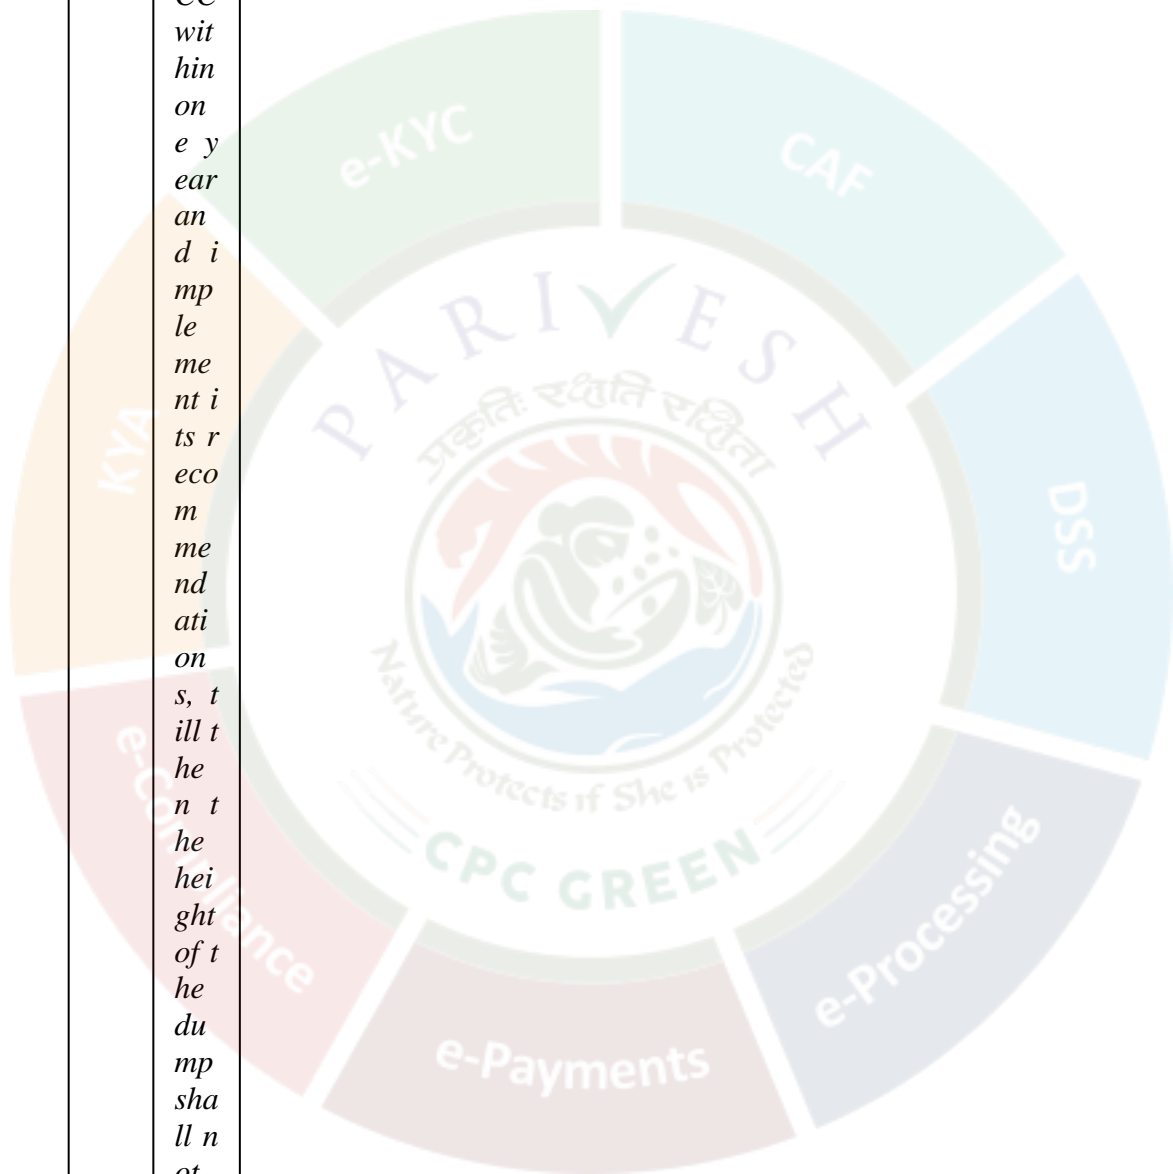 CC
wit
hin
on
e y
ear
an
d i
mp
le
me
nt i
ts r
eco
m
me
nd
ati
on
s, t
ill t
he
n t
he
hei
ght
of t
he
du
mp
sha
ll n
ot
e-KYC
CAF
KYA
DSS
PARIVESH
प्रकृतिः रक्षति रक्षिता
Nature Protects if She is Protected
CPC GREEN
e-Compliance
e-Processing
e-Payments